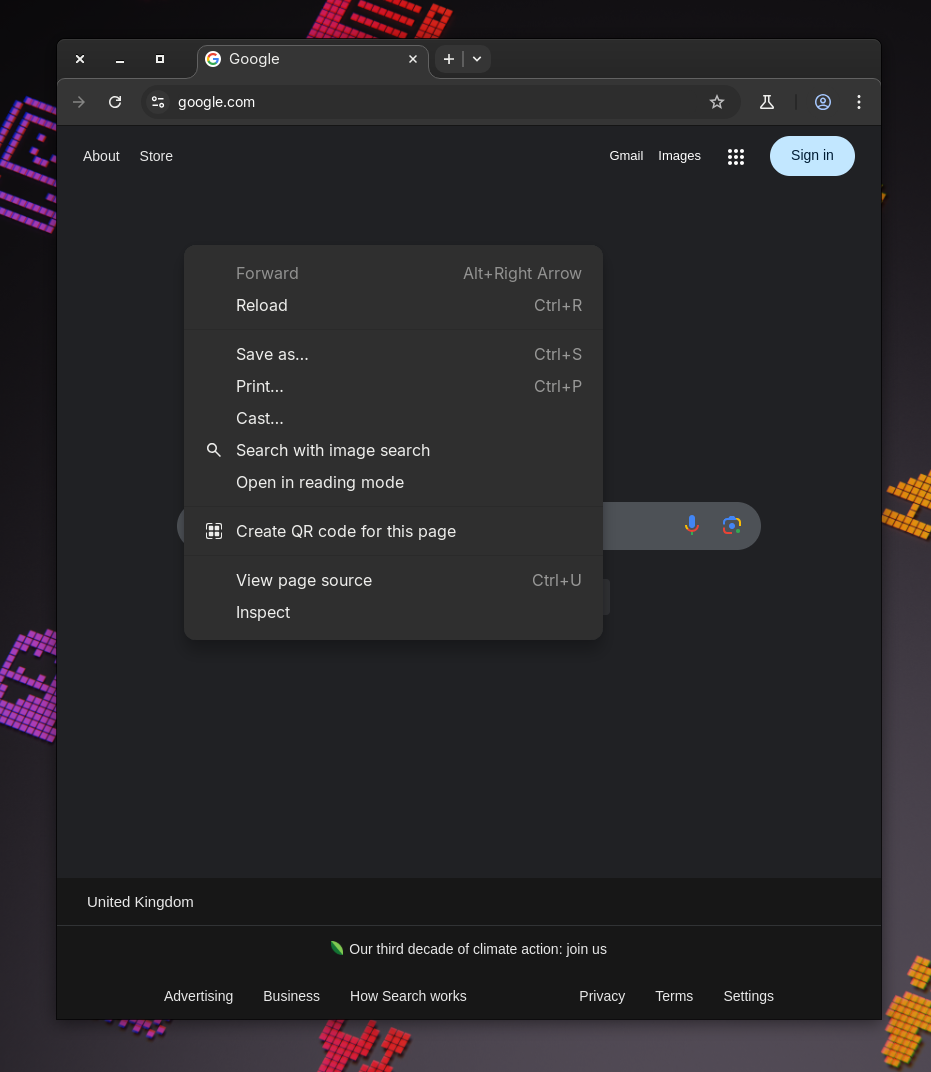 Google
google.com
About Store Gmail Images Sign in
Forward Alt+Right Arrow
Reload Ctrl+R
Save as... Ctrl+S
Print... Ctrl+P
Cast...
Search with image search
Open in reading mode
Create QR code for this page
View page source Ctrl+U
Inspect
United Kingdom
Our third decade of climate action: join us
Advertising Business How Search works Privacy Terms Settings